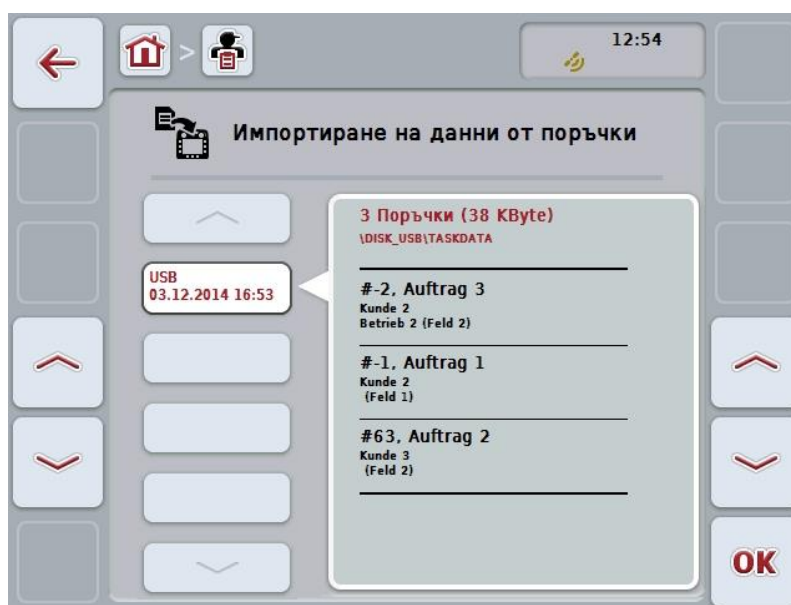 12:54
Импортиране на данни от поръчки
USB
03.12.2014 16:53
3 Поръчки (38 KByte)
\DISK_USB\TASKDATA
#-2, Auftrag 3
Kunde 2
Betrieb 2 (Feld 2)
#-1, Auftrag 1
Kunde 2
(Feld 1)
#63, Auftrag 2
Kunde 3
(Feld 2)
OK